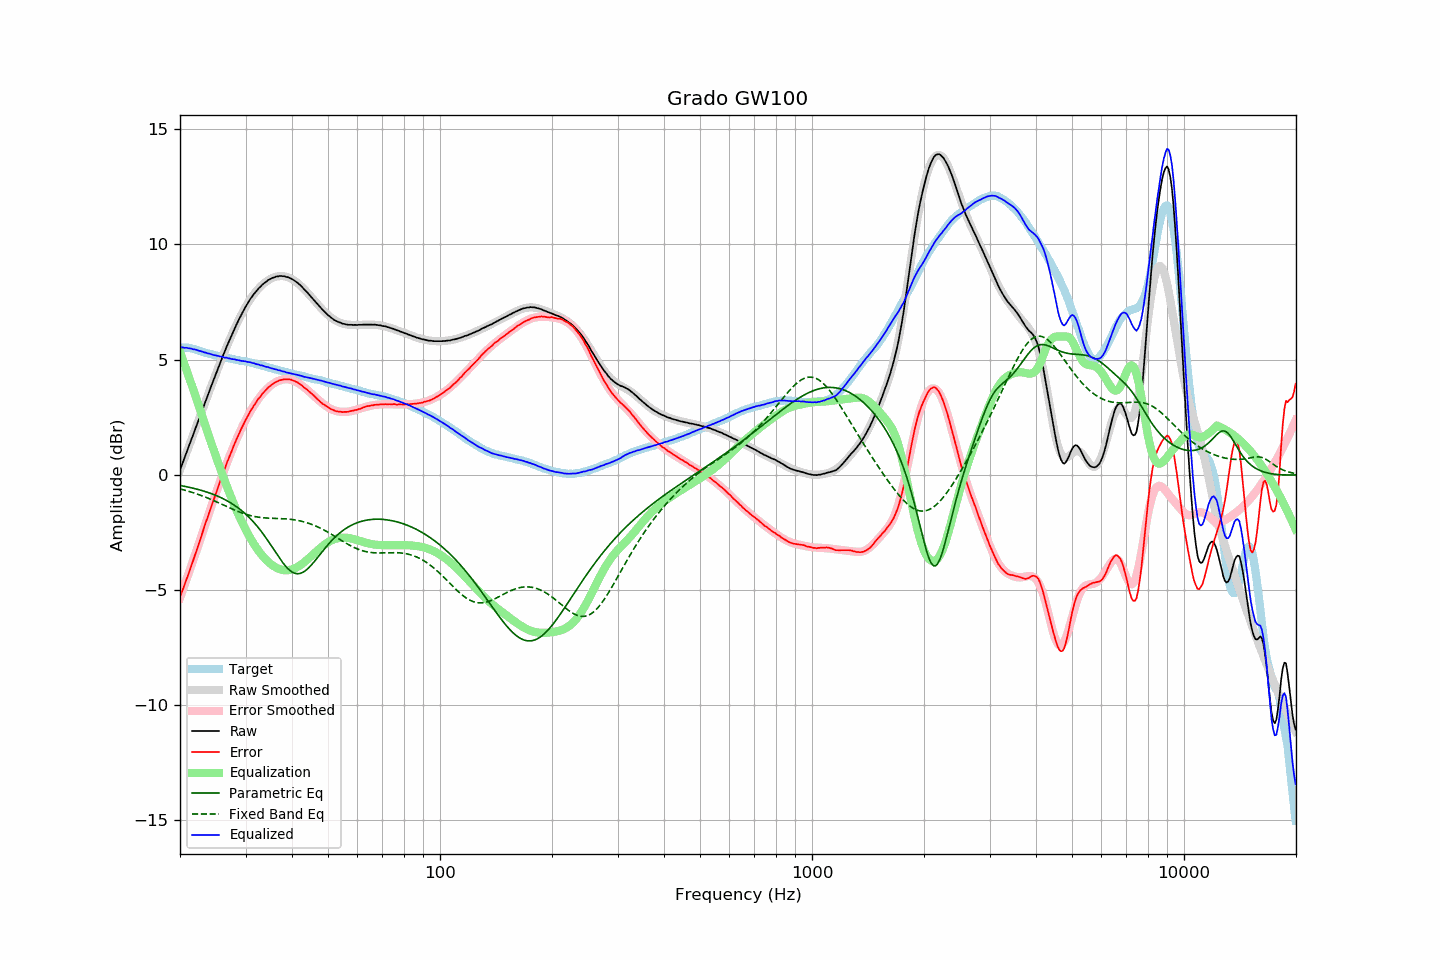 Grado GW100
Amplitude (dBr)
15
10
5
0
−5
−10
−15
Target
Raw Smoothed
Error Smoothed
Raw
Error
Equalization
Parametric Eq
Fixed Band Eq
Equalized
100
1000
10000
Frequency (Hz)